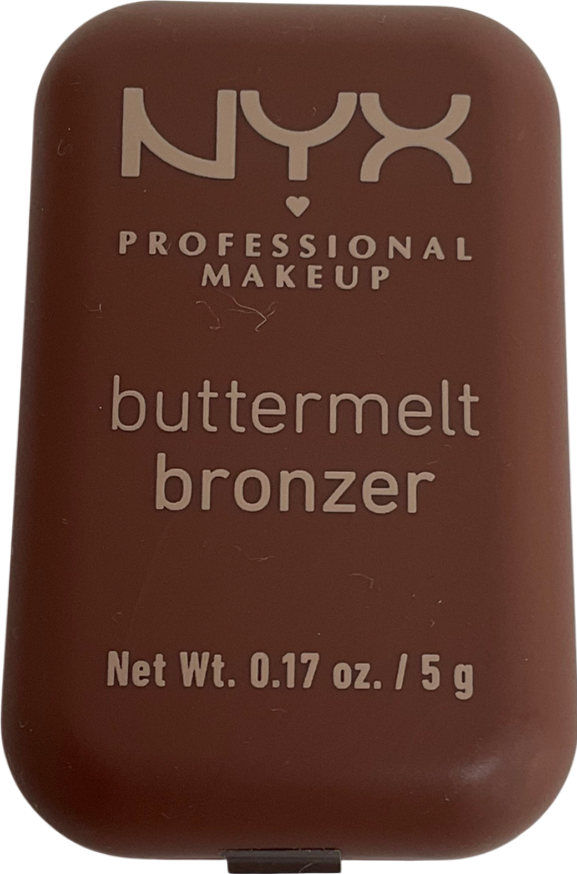 NYX
PROFESSIONAL
MAKEUP
buttermelt
bronzer
Net Wt. 0.17 oz. / 5 g